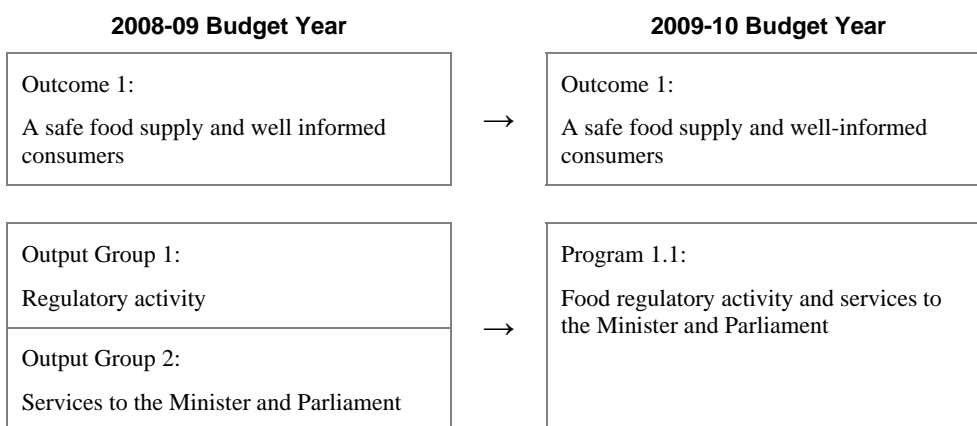 2008-09 Budget Year
2009-10 Budget Year
Outcome 1:
A safe food supply and well informed
consumers
→
Outcome 1:
A safe food supply and well-informed
consumers
Output Group 1:
Regulatory activity
Output Group 2:
Services to the Minister and Parliament
→
Program 1.1:
Food regulatory activity and services to
the Minister and Parliament